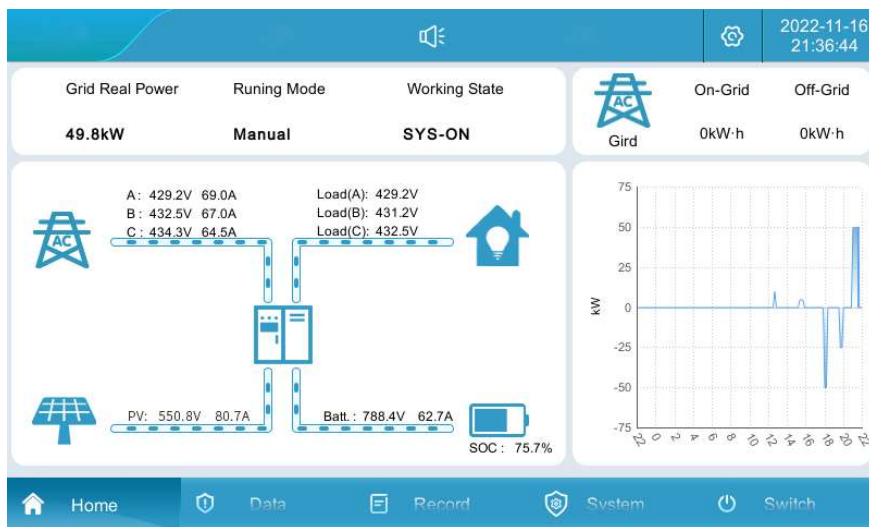 2022-11-16
21:36:44
Grid Real Power Runing Mode Working State
49.8kW Manual SYS-ON
AC
Gird
On-Grid Off-Grid
0kW·h 0kW·h
A: 429.2V 69.0A
B: 432.5V 67.0A
C: 434.3V 64.5A
Load(A): 429.2V
Load(B): 431.2V
Load(C): 432.5V
AC
PV: 550.8V 80.7A
Batt.: 788.4V 62.7A
SOC: 75.7%
kW
75
50
25
0
-25
-50
-75
22 0 2 4 6 8 10 12 14 16 18 20 22
Home Data Record System Switch